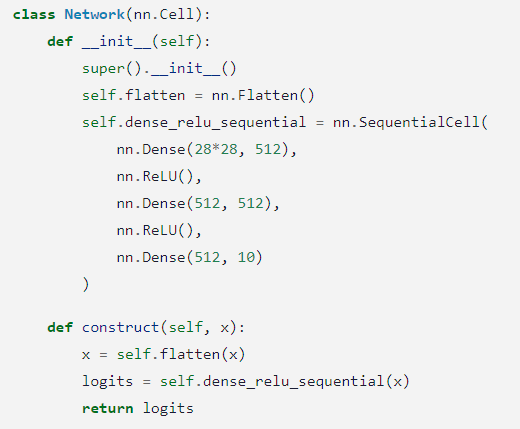 class Network(nn.Cell):
    def __init__(self):
        super().__init__()
        self.flatten = nn.Flatten()
        self.dense_relu_sequential = nn.SequentialCell(
            nn.Dense(28*28, 512),
            nn.ReLU(),
            nn.Dense(512, 512),
            nn.ReLU(),
            nn.Dense(512, 10)
        )

    def construct(self, x):
        x = self.flatten(x)
        logits = self.dense_relu_sequential(x)
        return logits